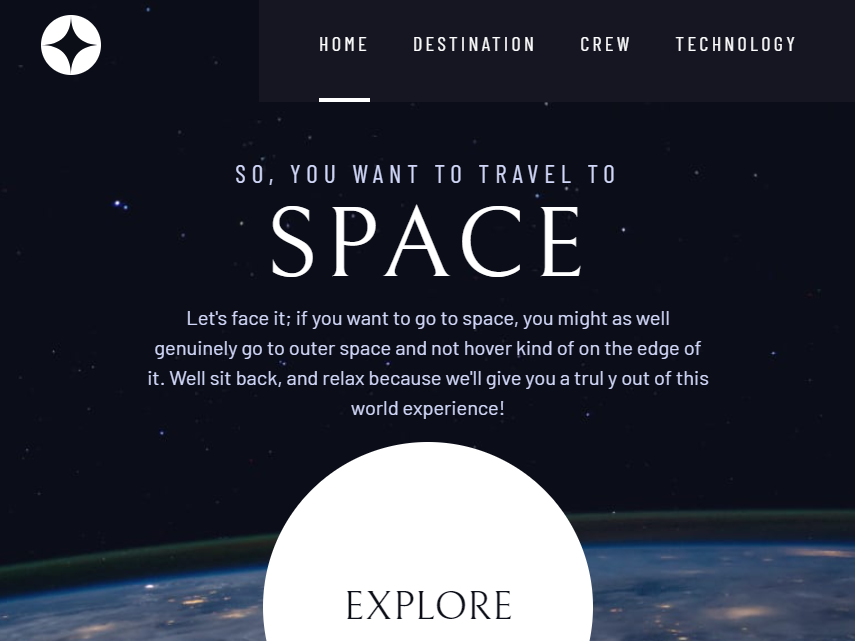 HOME DESTINATION CREW TECHNOLOGY
SO, YOU WANT TO TRAVEL TO
SPACE
Let's face it; if you want to go to space, you might as well
genuinely go to outer space and not hover kind of on the edge of
it. Well sit back, and relax because we'll give you a trul y out of this
world experience!
EXPLORE